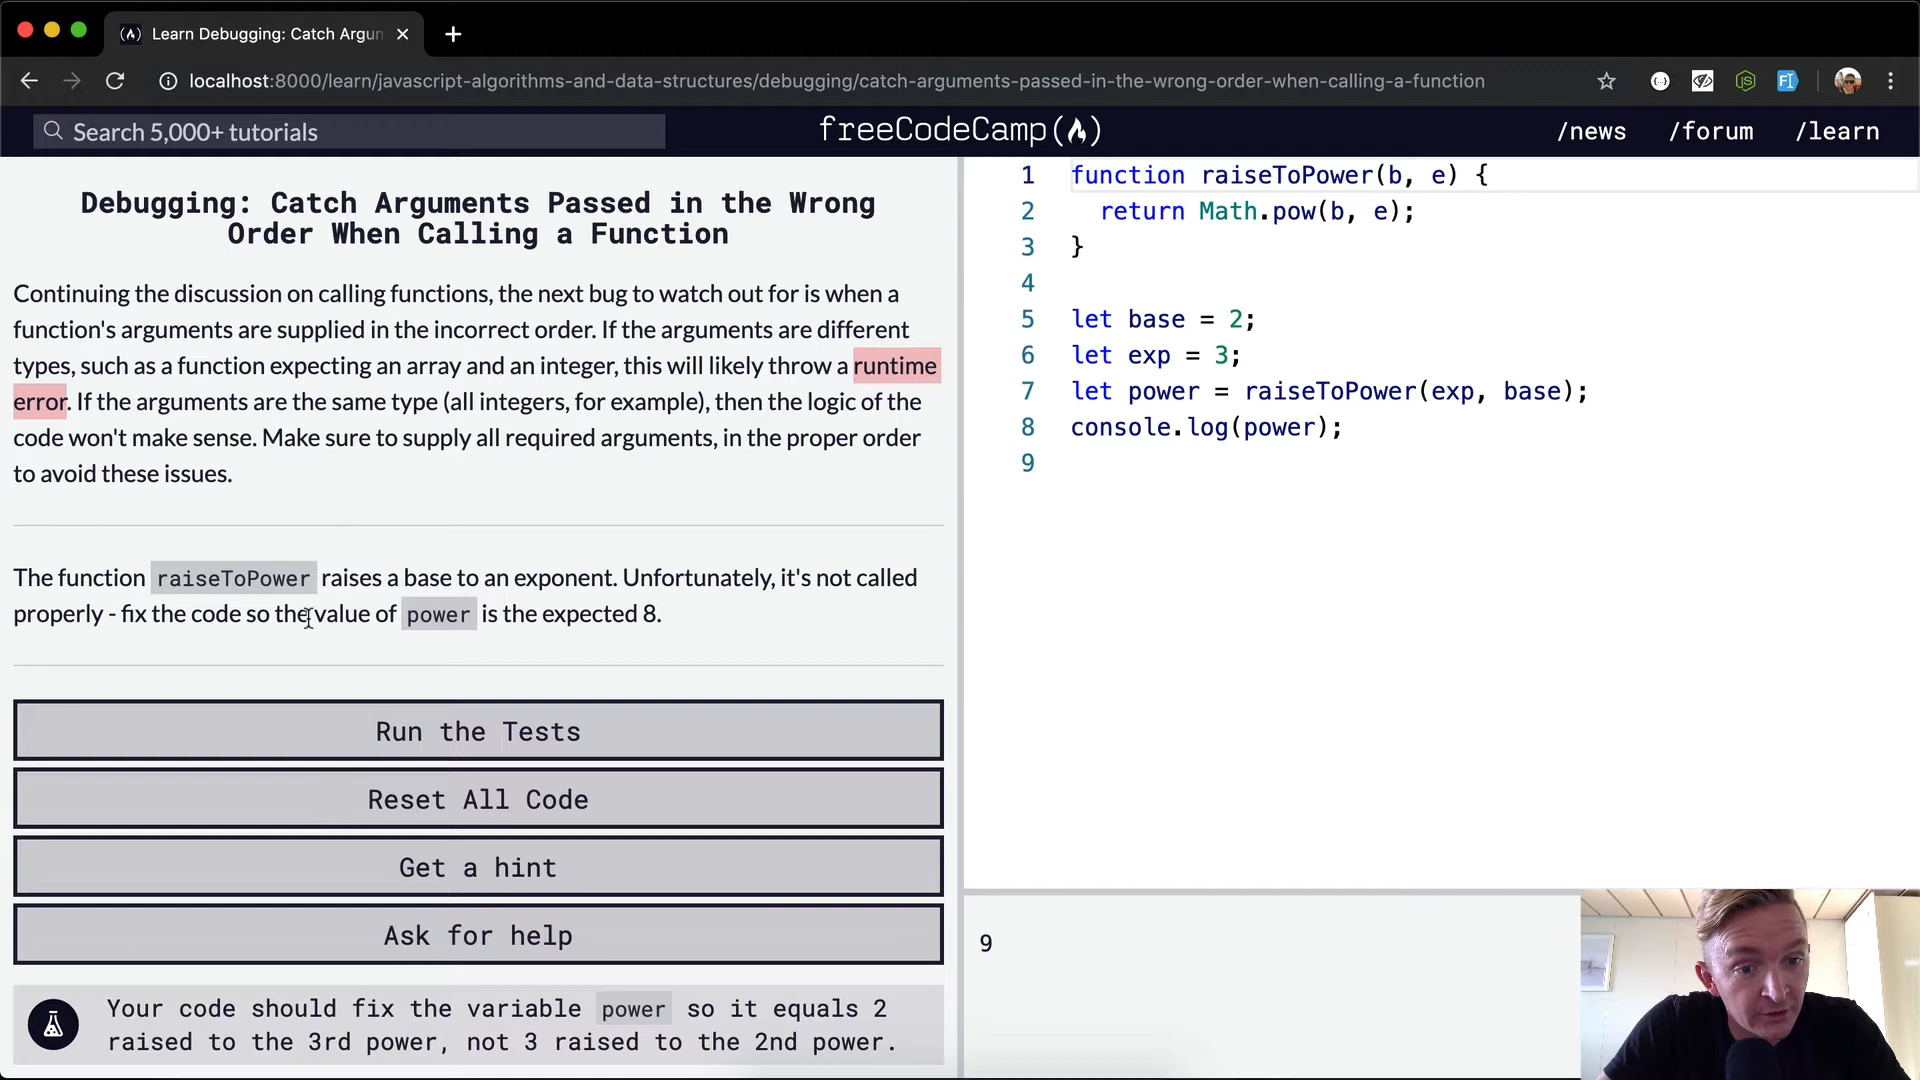 Learn Debugging: Catch Argun
localhost:8000/learn/javascript-algorithms-and-data-structures/debugging/catch-arguments-passed-in-the-wrong-order-when-calling-a-function
Search 5,000+ tutorials
freeCodeCamp
/news /forum /learn
Debugging: Catch Arguments Passed in the Wrong
Order When Calling a Function
Continuing the discussion on calling functions, the next bug to watch out for is when a
function's arguments are supplied in the incorrect order. If the arguments are different
types, such as a function expecting an array and an integer, this will likely throw a runtime
error. If the arguments are the same type (all integers, for example), then the logic of the
code won't make sense. Make sure to supply all required arguments, in the proper order
to avoid these issues.
The function raiseToPower raises a base to an exponent. Unfortunately, it's not called
properly - fix the code so the value of power is the expected 8.
Run the Tests
Reset All Code
Get a hint
Ask for help
Your code should fix the variable power so it equals 2
raised to the 3rd power, not 3 raised to the 2nd power.
1 function raiseToPower(b, e) {
2 return Math.pow(b, e);
3 }
4
5 let base = 2;
6 let exp = 3;
7 let power = raiseToPower(exp, base);
8 console.log(power);
9
9